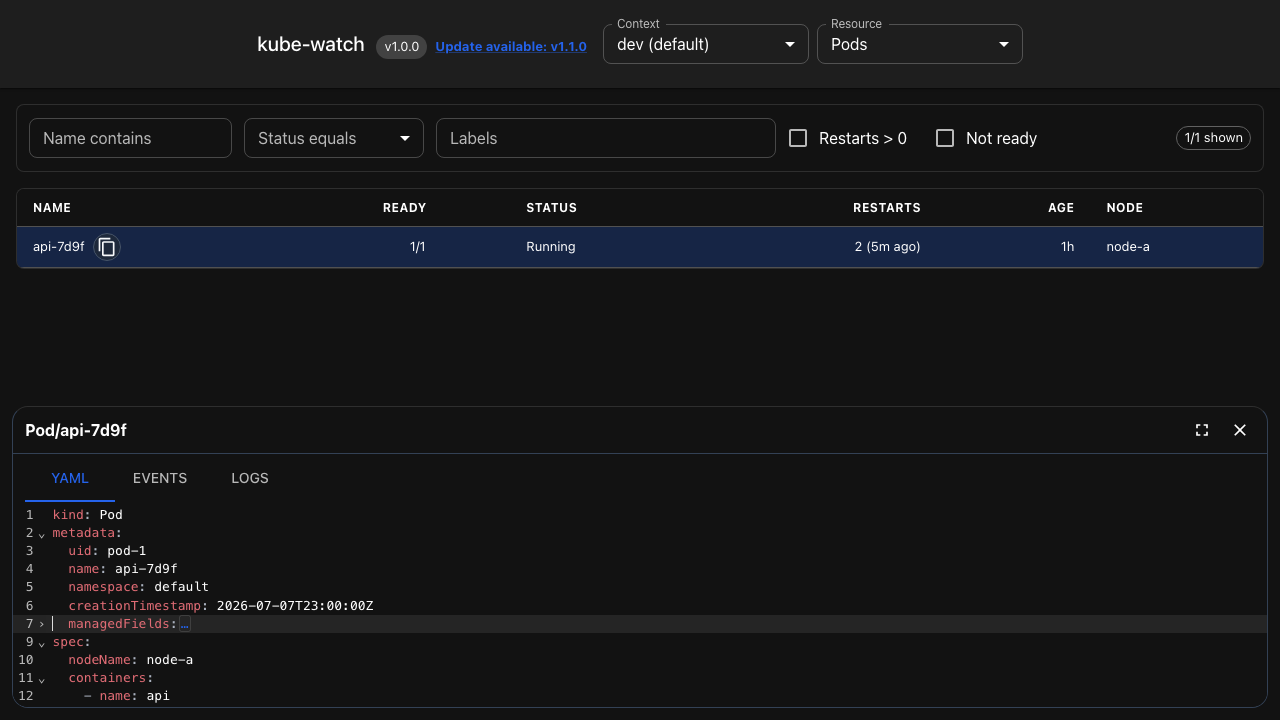 kube-watch v1.0.0 Update available: v1.1.0
Context
dev (default)
Resource
Pods
Name contains
Status equals
Labels
Restarts > 0
Not ready
1/1 shown
NAME READY STATUS RESTARTS AGE NODE
api-7d9f 1/1 Running 2 (5m ago) 1h node-a
Pod/api-7d9f
YAML EVENTS LOGS
1 kind: Pod
2 metadata:
3 uid: pod-1
4 name: api-7d9f
5 namespace: default
6 creationTimestamp: 2026-07-07T23:00:00Z
7 managedFields:…
9 spec:
10 nodeName: node-a
11 containers:
12 - name: api